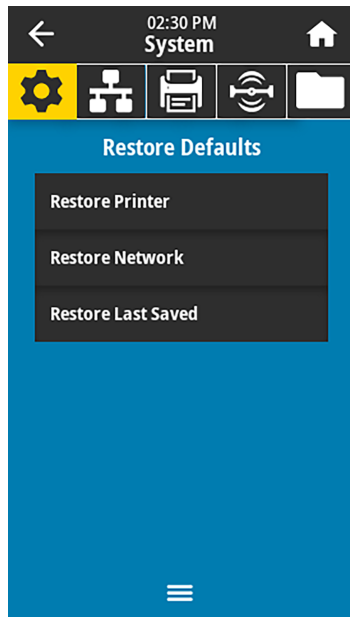 02:30 PM
System
Restore Defaults
Restore Printer
Restore Network
Restore Last Saved